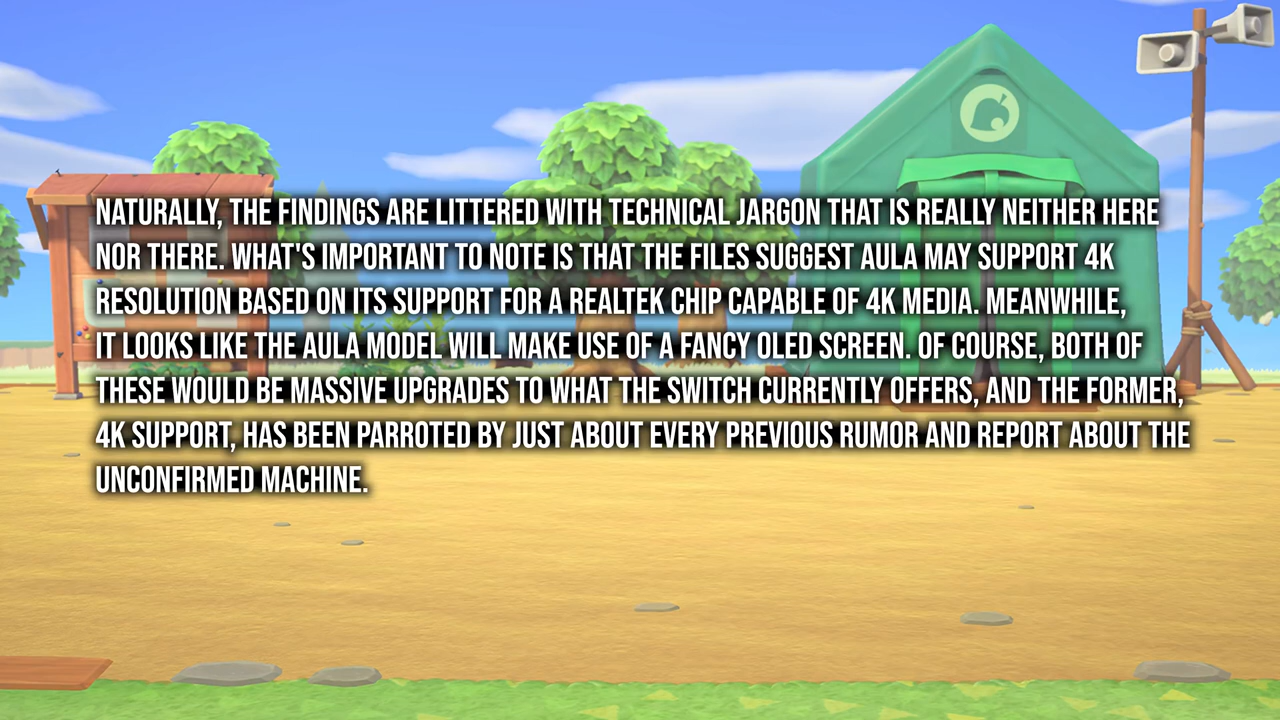 NATURALLY, THE FINDINGS ARE LITTERED WITH TECHNICAL JARGON THAT IS REALLY NEITHER HERE
NOR THERE. WHAT'S IMPORTANT TO NOTE IS THAT THE FILES SUGGEST AULA MAY SUPPORT 4K
RESOLUTION BASED ON ITS SUPPORT FOR A REALTEK CHIP CAPABLE OF 4K MEDIA. MEANWHILE,
IT LOOKS LIKE THE AULA MODEL WILL MAKE USE OF A FANCY OLED SCREEN. OF COURSE, BOTH OF
THESE WOULD BE MASSIVE UPGRADES TO WHAT THE SWITCH CURRENTLY OFFERS, AND THE FORMER,
4K SUPPORT, HAS BEEN PARROTED BY JUST ABOUT EVERY PREVIOUS RUMOR AND REPORT ABOUT THE
UNCONFIRMED MACHINE.